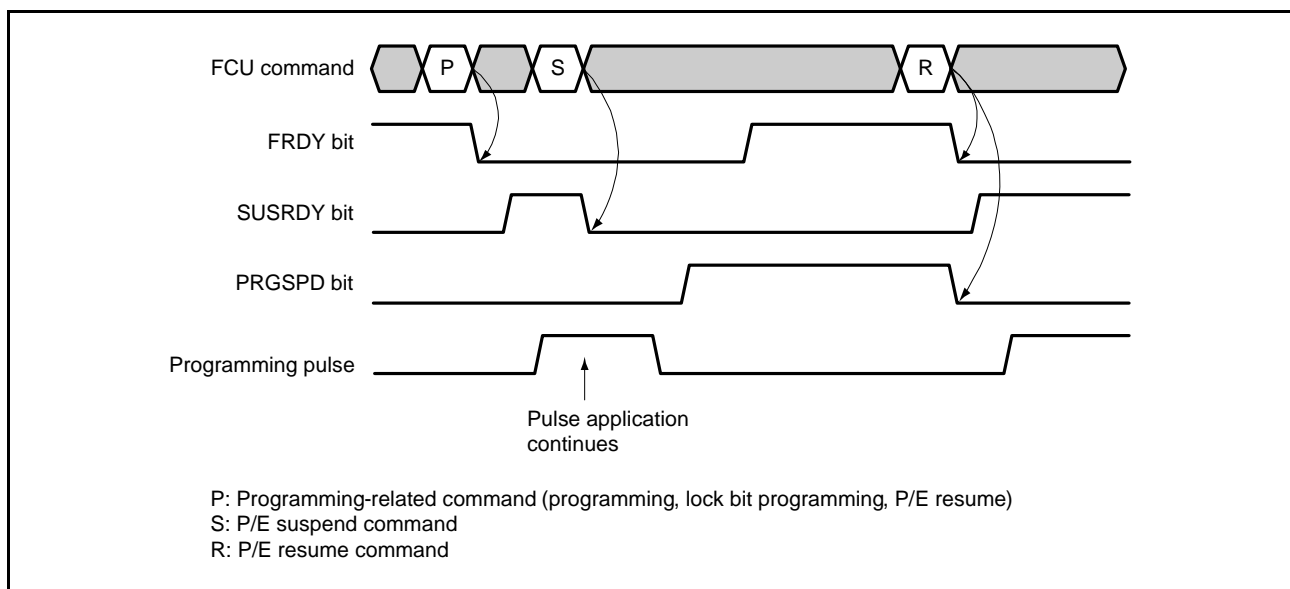 FCU command
P
S
R
FRDY bit
SUSRDY bit
PRGSPD bit
Programming pulse
Pulse application
continues
P: Programming-related command (programming, lock bit programming, P/E resume)
S: P/E suspend command
R: P/E resume command